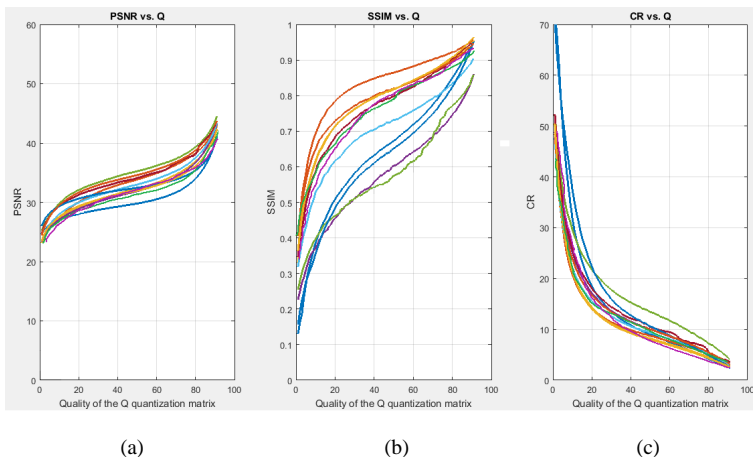 PSNR vs. Q
60
50
40
30
20
10
0
PSNR
0 20 40 60 80 100
Quality of the Q quantization matrix
(a)
SSIM vs. Q
1
0.9
0.8
0.7
0.6
0.5
0.4
0.3
0.2
0.1
0
SSIM
0 20 40 60 80 100
Quality of the Q quantization matrix
(b)
CR vs. Q
70
60
50
40
30
20
10
0
CR
0 20 40 60 80 100
Quality of the Q quantization matrix
(c)